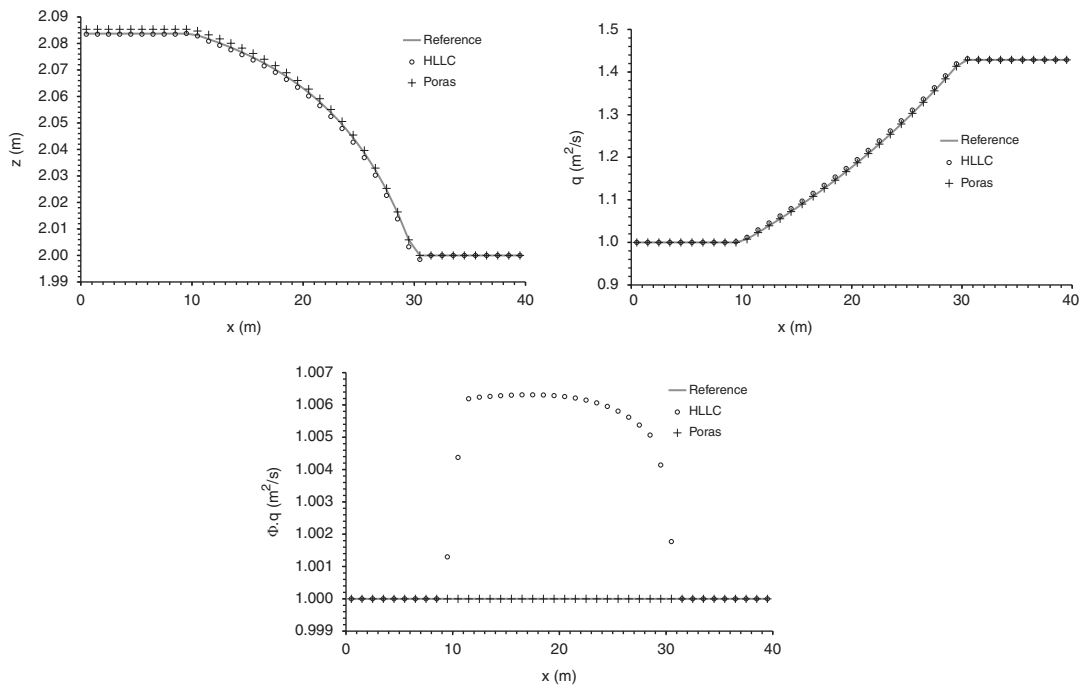 2.09
2.08
2.07
2.06
2.05
2.04
2.03
2.02
2.01
2.00
1.99
z (m)
0
10
20
30
40
x (m)
Reference
HLLC
Poras
1.5
1.4
1.3
1.2
1.1
1.0
0.9
q (m²/s)
0
10
20
30
40
x (m)
Reference
HLLC
Poras
1.007
1.006
1.005
1.004
1.003
1.002
1.001
1.000
0.999
Φ.q (m²/s)
0
10
20
30
40
x (m)
Reference
HLLC
Poras